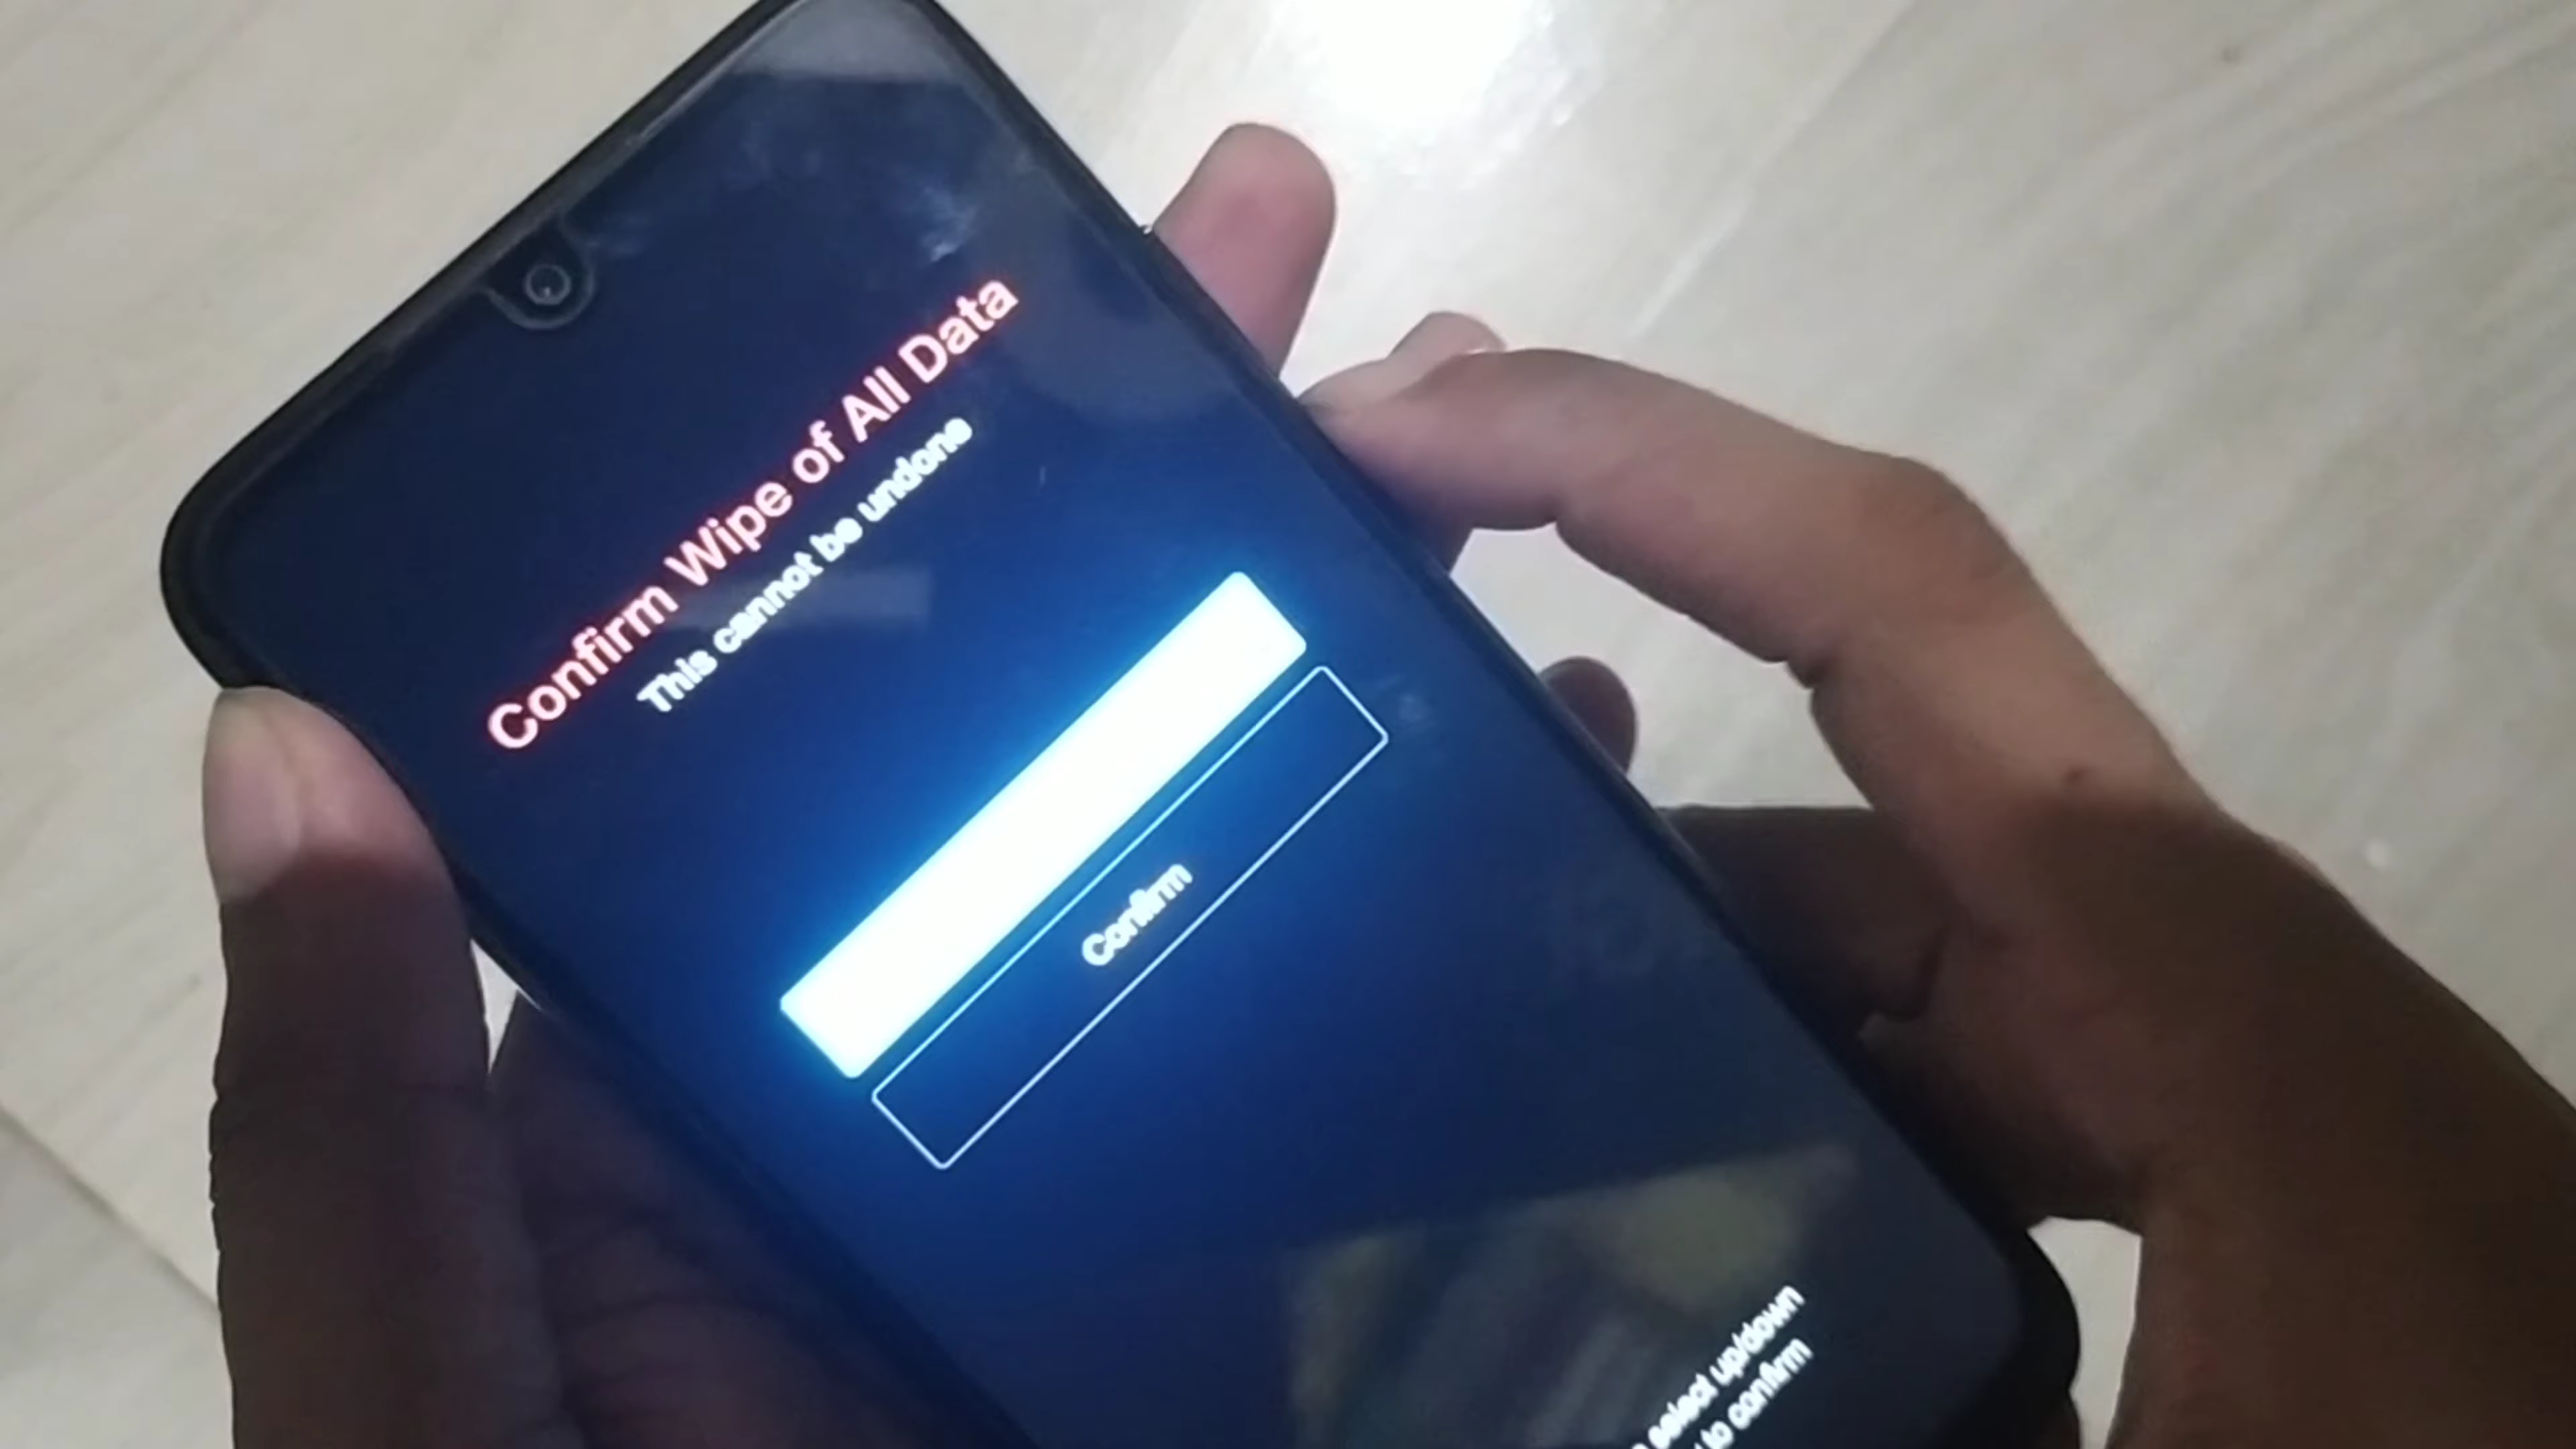 Confirm Wipe of All Data
This cannot be undone
Confirm
select up/down
to confirm